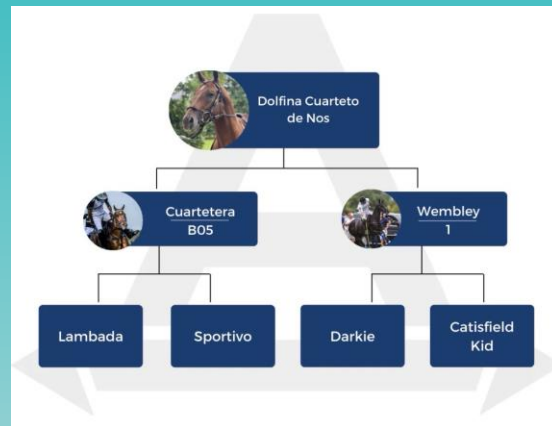 Dolfina Cuarteto
de Nos
Cuartetera
B05
Wembley
1
Lambada
Sportivo
Darkie
Catisfield
Kid